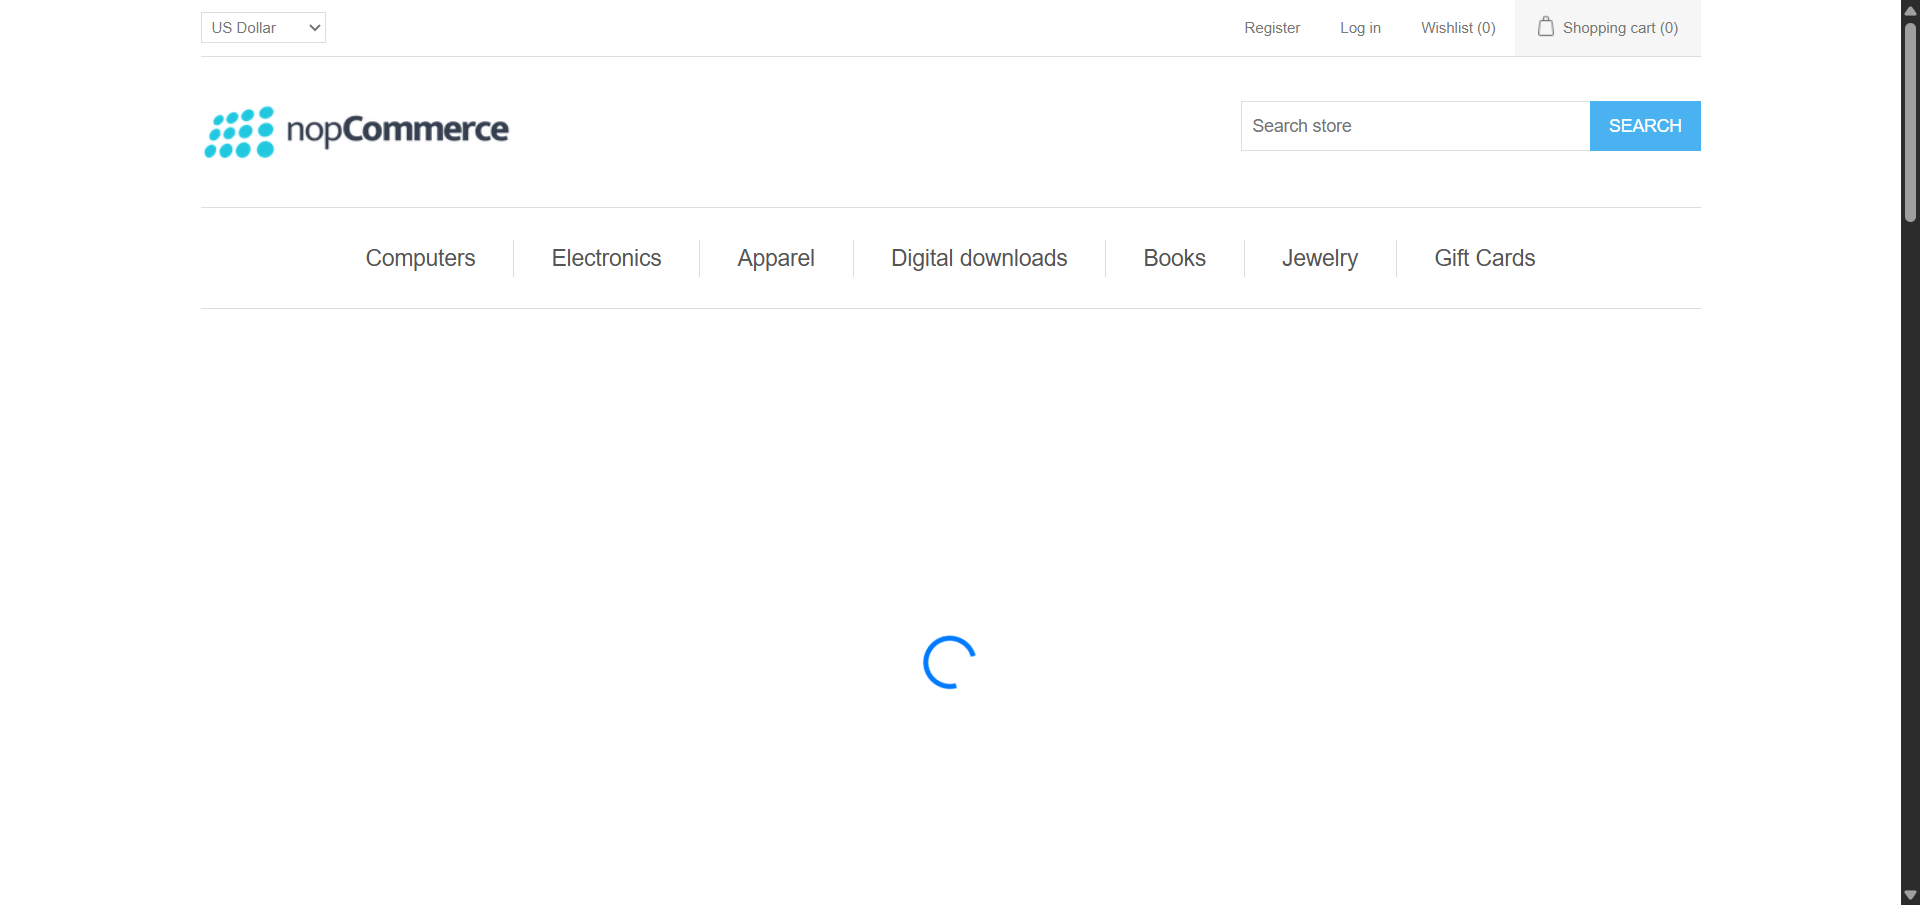 US Dollar
Register
Log in
Wishlist (0)
Shopping cart (0)
nopCommerce
Search store
SEARCH
Computers
Electronics
Apparel
Digital downloads
Books
Jewelry
Gift Cards